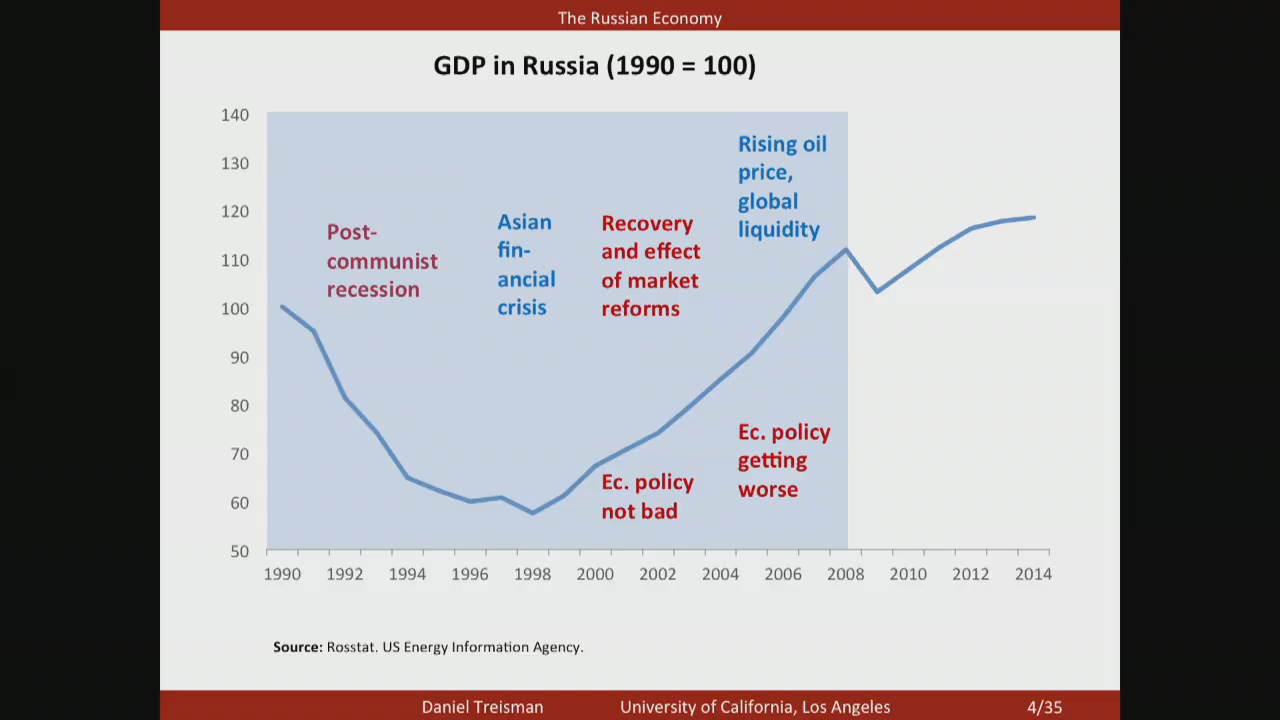 The Russian Economy
GDP in Russia (1990 = 100)
140
130
120
110
100
90
80
70
60
50
Post-
communist
recession
Asian
fin-
ancial
crisis
Recovery
and effect
of market
reforms
Rising oil
price,
global
liquidity
Ec. policy
not bad
Ec. policy
getting
worse
1990 1992 1994 1996 1998 2000 2002 2004 2006 2008 2010 2012 2014
Source: Rosstat. US Energy Information Agency.
Daniel Treisman University of California, Los Angeles 4/35